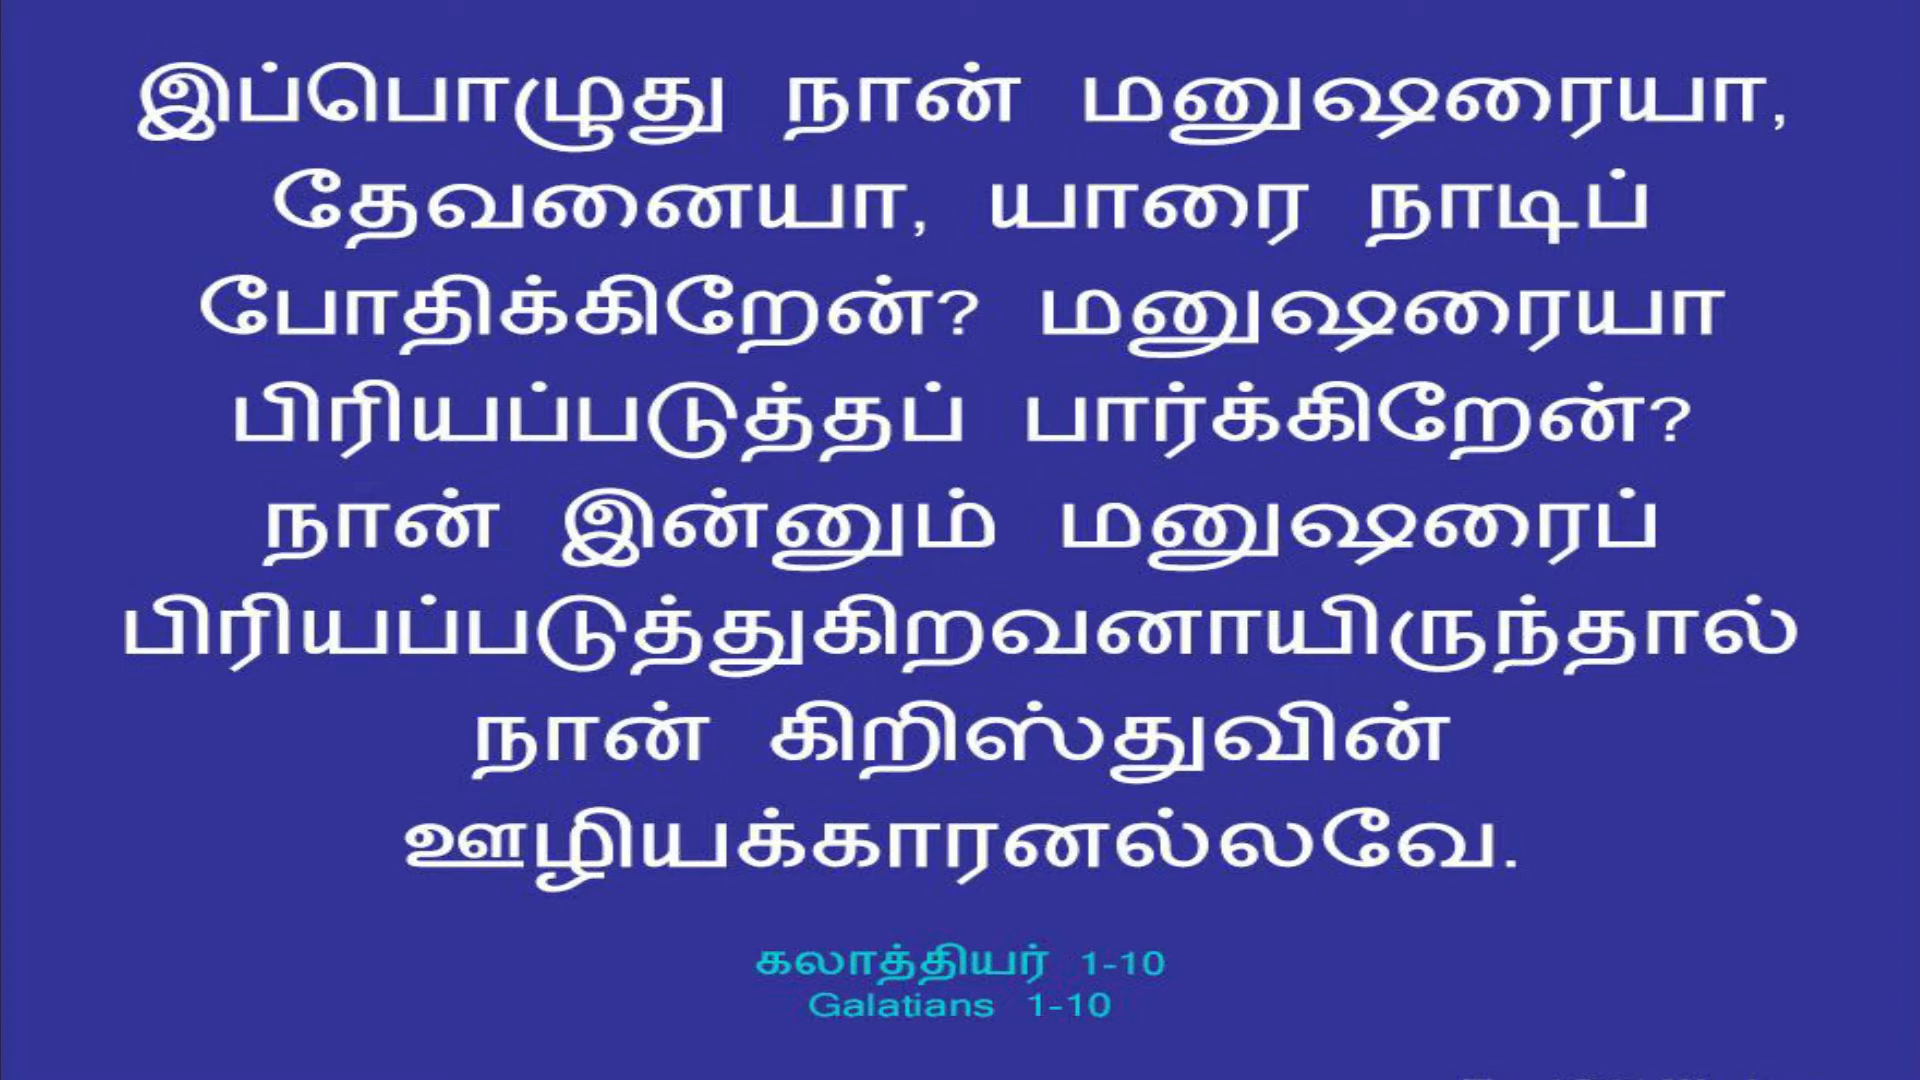 இப்பொழுது நான் மனுஷரையா,
தேவனையா, யாரை நாடிப்
போதிக்கிறேன்? மனுஷரையா
பிரியப்படுத்தப் பார்க்கிறேன்?
நான் இன்னும் மனுஷரைப்
பிரியப்படுத்துகிறவனாயிருந்தால்
நான் கிறிஸ்துவின்
ஊழியக்காரனல்லவே.
கலாத்தியர் 1-10
Galatians 1-10